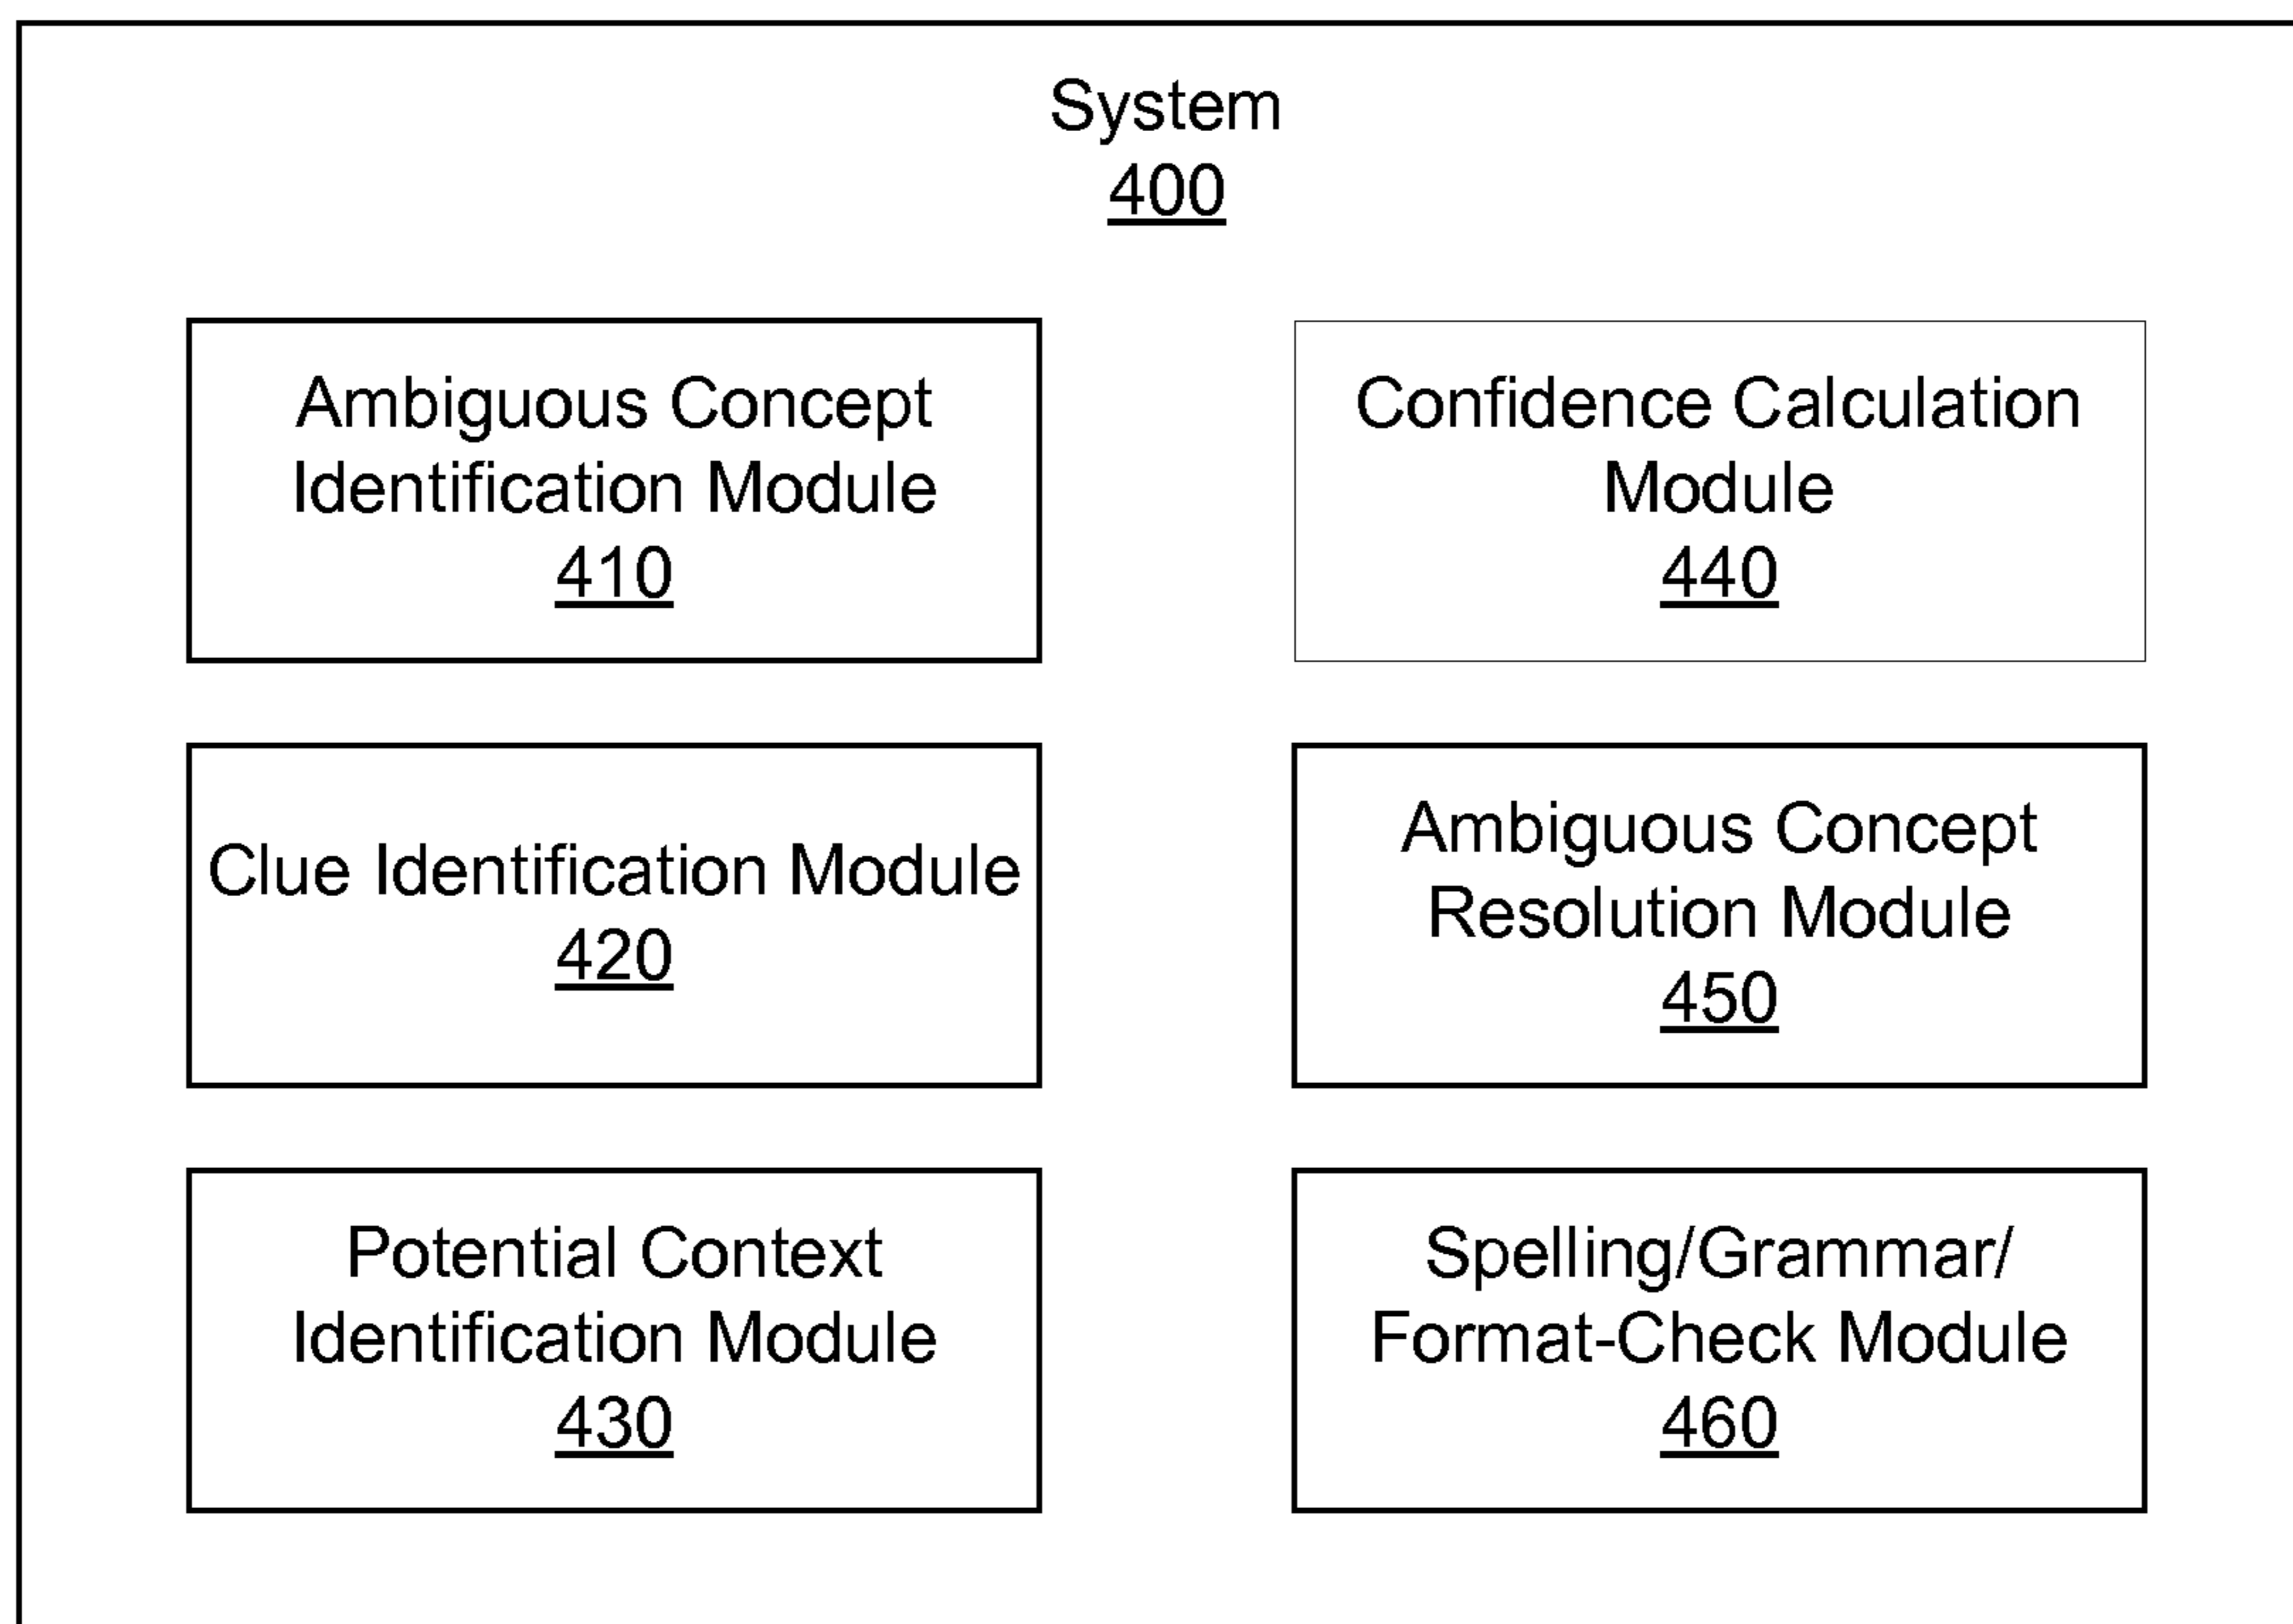 System
400
Ambiguous Concept
Identification Module
410
Clue Identification Module
420
Potential Context
Identification Module
430
Confidence Calculation
Module
440
Ambiguous Concept
Resolution Module
450
Spelling/Grammar/
Format-Check Module
460